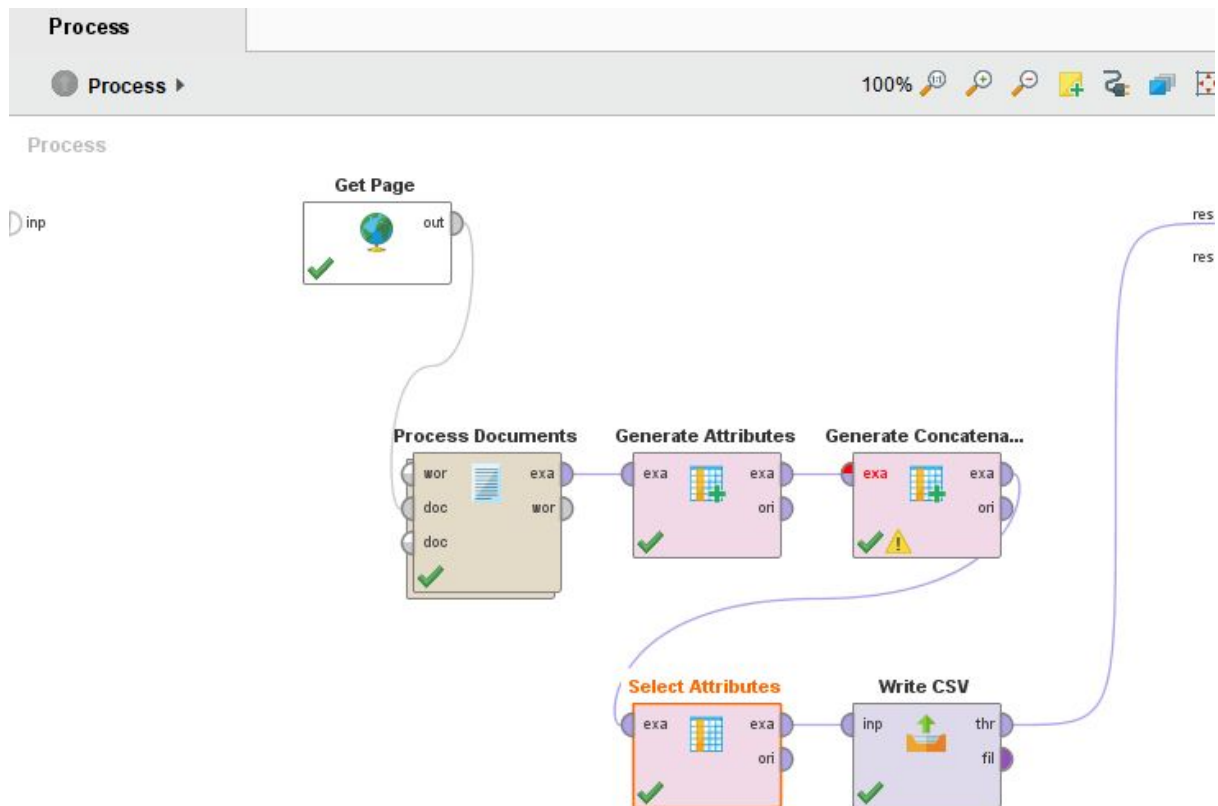 Process
Process
100%
Process
Get Page
inp
out
res
res
Process Documents
Generate Attributes
Generate Concatena...
wor
exa
exa
exa
exa
exa
doc
wor
ori
ori
doc
Select Attributes
Write CSV
exa
exa
inp
thr
ori
fil